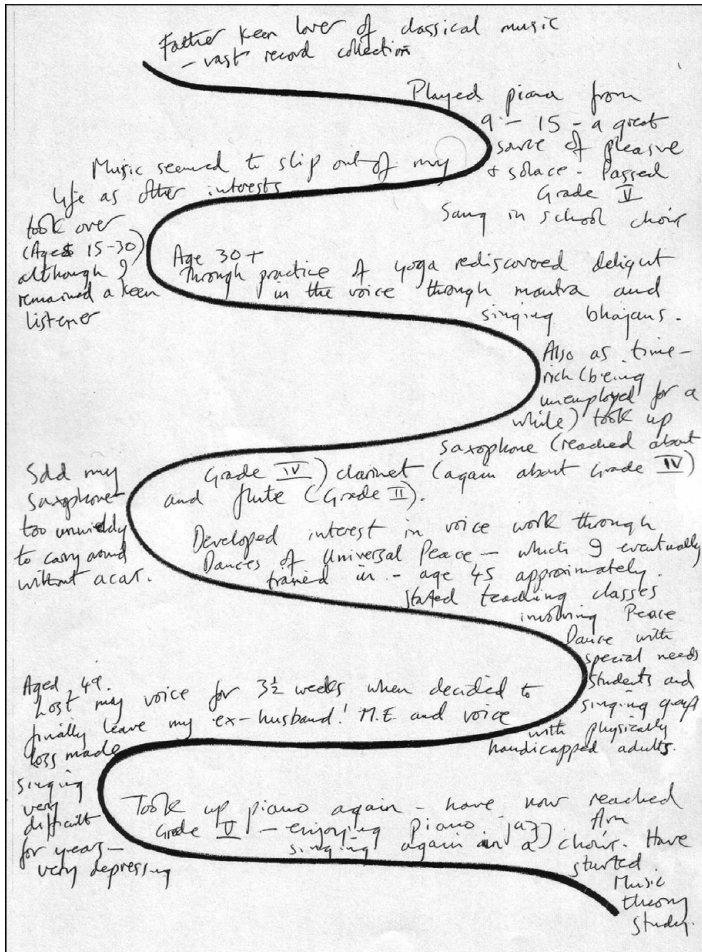 Father keen lover of classical music
- vast record collection
Played piano from
9 - 15 - a great
source of pleasure
+ solace - Passed
Grade V
Sang in school choir
Music seemed to slip out of my
life as other interests
took over
(Ages 15-30)
although I
remained a keen
listener
Age 30+
Through practice of yoga rediscovered delight
in the voice through mantra and
singing bhajans.
Also as time-
rich (being
unemployed for a
while) took up
saxophone (reached about
Grade IV) clarinet (again about Grade IV)
and flute (Grade II).
Sold my
saxophone
too unwieldy
to carry around
without a car.
Developed interest in voice work through
Dances of Universal Peace - which I eventually
trained in - age 45 approximately.
Started teaching classes
involving Peace
Dance with
special needs
students and
singing groups
with physically
handicapped adults.
Aged 49.
Lost my voice for 3½ weeks when decided to
finally leave my 'ex-husband'! M.E and voice
loss made
singing
very
difficult
for years -
very depressing
Took up piano again - have now reached
Grade V - enjoying piano jazz. Am
singing again in a choir. Have
started
Music
theory
study.